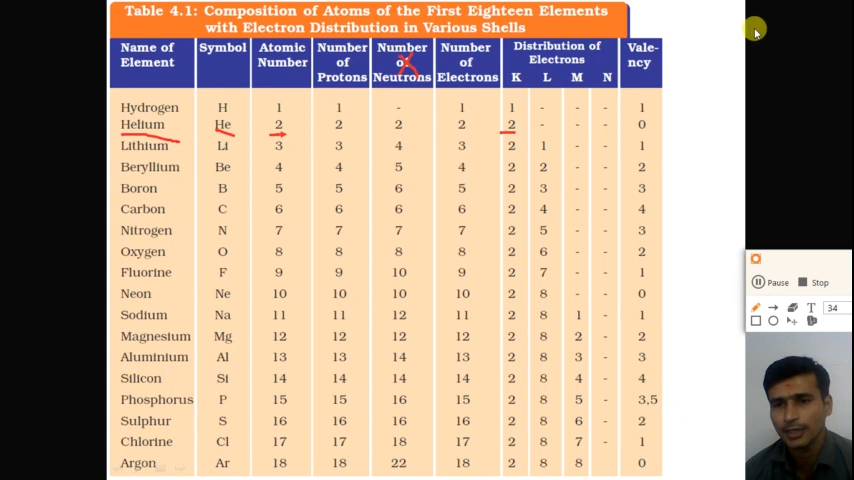 Table 4.1: Composition of Atoms of the First Eighteen Elements
with Electron Distribution in Various Shells
Name of Element Symbol Atomic Number Number of Protons Number of Neutrons Number of Electrons Distribution of Electrons K L M N Vale-ncy
Hydrogen H 1 1 - 1 1 - - - 1
Helium He 2 2 2 2 2 - - - 0
Lithium Li 3 3 4 3 2 1 - - 1
Beryllium Be 4 4 5 4 2 2 - - 2
Boron B 5 5 6 5 2 3 - - 3
Carbon C 6 6 6 6 2 4 - - 4
Nitrogen N 7 7 7 7 2 5 - - 3
Oxygen O 8 8 8 8 2 6 - - 2
Fluorine F 9 9 10 9 2 7 - - 1
Neon Ne 10 10 10 10 2 8 - - 0
Sodium Na 11 11 12 11 2 8 1 - 1
Magnesium Mg 12 12 12 12 2 8 2 - 2
Aluminium Al 13 13 14 13 2 8 3 - 3
Silicon Si 14 14 14 14 2 8 4 - 4
Phosphorus P 15 15 16 15 2 8 5 - 3,5
Sulphur S 16 16 16 16 2 8 6 - 2
Chlorine Cl 17 17 18 17 2 8 7 - 1
Argon Ar 18 18 22 18 2 8 8 0
Pause Stop
T 34